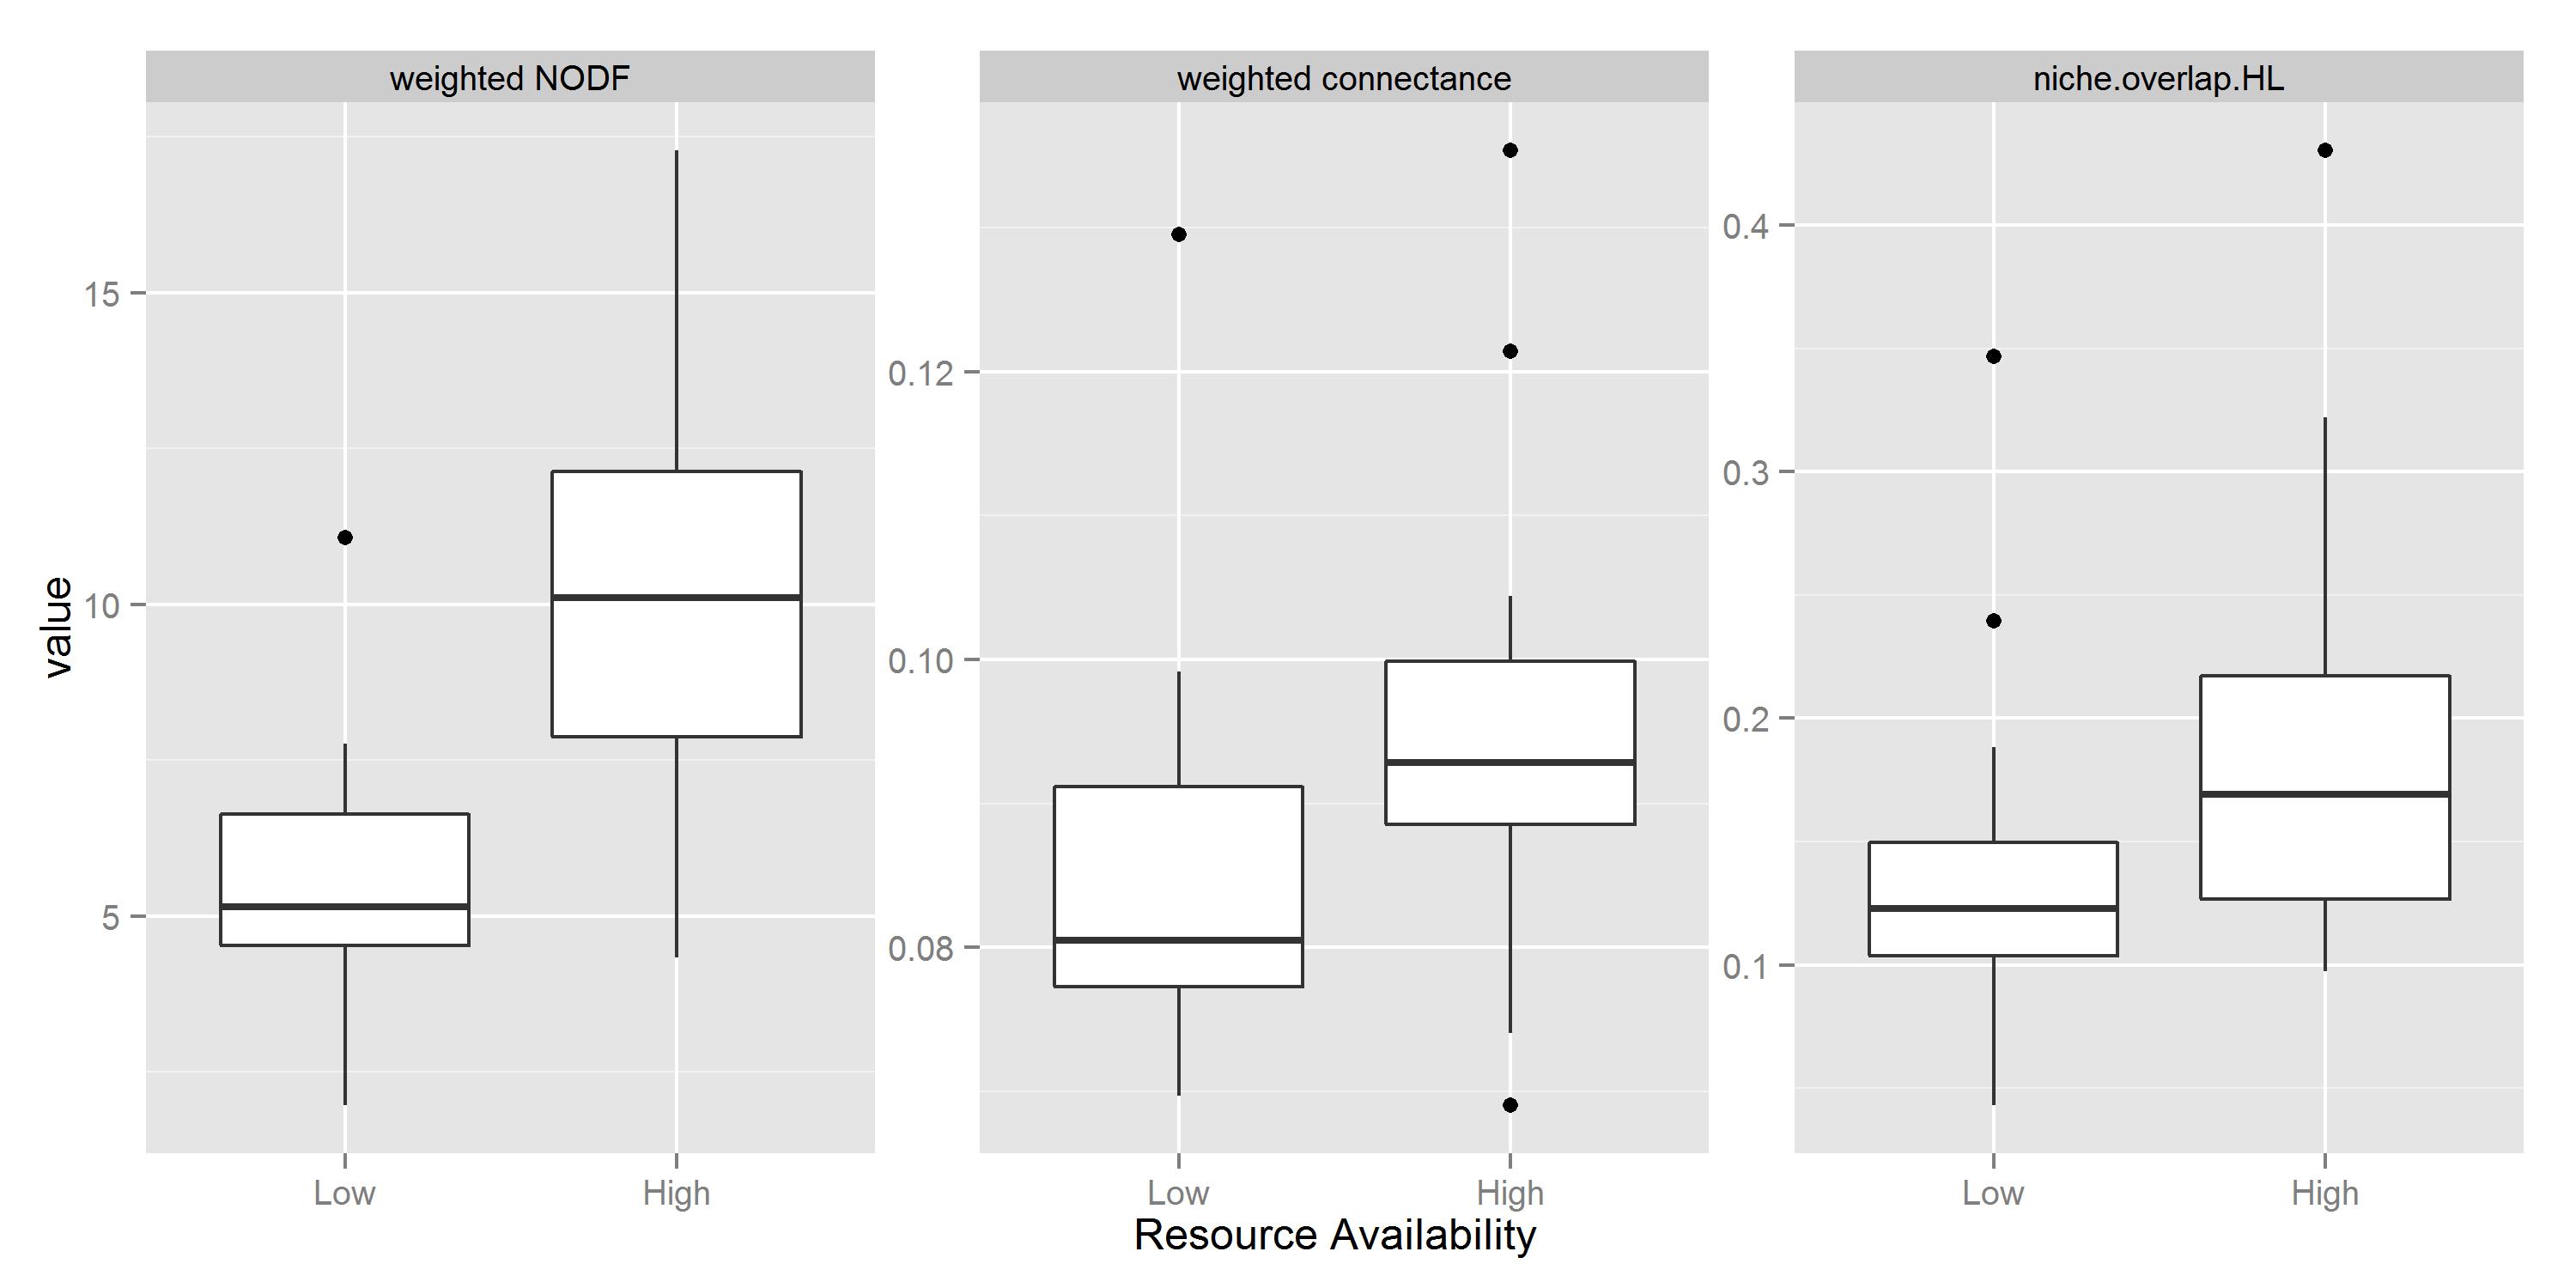 weighted NODF
weighted connectance
niche.overlap.HL
value
15
10
5
0.12
0.10
0.08
0.4
0.3
0.2
0.1
Low
High
Low
High
Low
High
Resource Availability